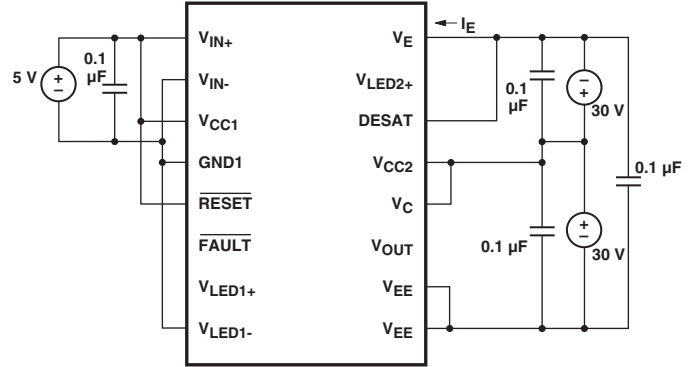 I_E
V_IN+
V_E
0.1
µF
5 V
+
–
V_IN-
V_LED2+
0.1
µF
–
+
30 V
V_CC1
DESAT
GND1
V_CC2
0.1 µF
RESET
V_C
+
–
30 V
FAULT
V_OUT
0.1 µF
V_LED1+
V_EE
V_LED1-
V_EE